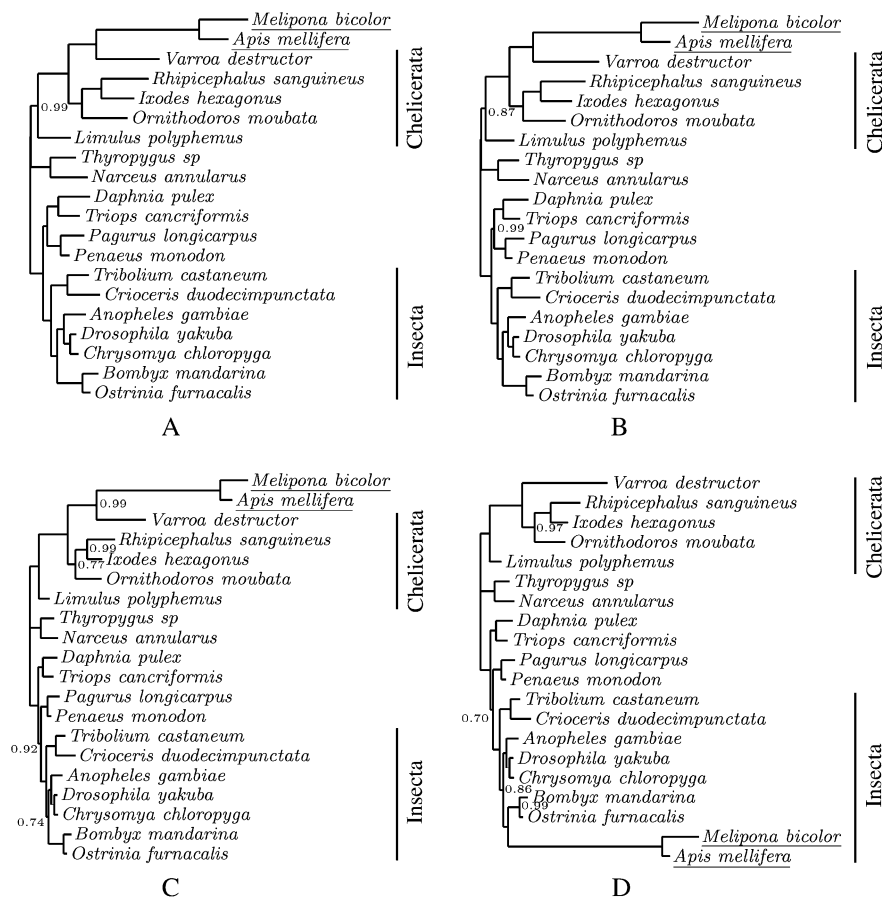 Melipona bicolor
Apis mellifera
Varroa destructor
Rhipicephalus sanguineus
Ixodes hexagonus
0.99
Ornithodoros moubata
Limulus polyphemus
Chelicerata
Thyropygus sp
Narceus annularus
Daphnia pulex
Triops cancriformis
Pagurus longicarpus
Penaeus monodon
Tribolium castaneum
Crioceris duodecimpunctata
Anopheles gambiae
Drosophila yakuba
Chrysomya chloropyga
Bombyx mandarina
Ostrinia furnacalis
Insecta
A
Melipona bicolor
Apis mellifera
Varroa destructor
Rhipicephalus sanguineus
Ixodes hexagonus
0.87
Ornithodoros moubata
Limulus polyphemus
Chelicerata
Thyropygus sp
Narceus annularus
Daphnia pulex
Triops cancriformis
0.99
Pagurus longicarpus
Penaeus monodon
Tribolium castaneum
Crioceris duodecimpunctata
Anopheles gambiae
Drosophila yakuba
Chrysomya chloropyga
Bombyx mandarina
Ostrinia furnacalis
Insecta
B
Melipona bicolor
Apis mellifera
0.99
Varroa destructor
Rhipicephalus sanguineus
0.99
Ixodes hexagonus
0.77
Ornithodoros moubata
Limulus polyphemus
Chelicerata
Thyropygus sp
Narceus annularus
Daphnia pulex
Triops cancriformis
Pagurus longicarpus
Penaeus monodon
Tribolium castaneum
0.92
Crioceris duodecimpunctata
Anopheles gambiae
Drosophila yakuba
Chrysomya chloropyga
0.74
Bombyx mandarina
Ostrinia furnacalis
Insecta
C
Varroa destructor
Rhipicephalus sanguineus
Ixodes hexagonus
0.97
Ornithodoros moubata
Limulus polyphemus
Chelicerata
Thyropygus sp
Narceus annularus
Daphnia pulex
Triops cancriformis
Pagurus longicarpus
Penaeus monodon
Tribolium castaneum
0.70
Crioceris duodecimpunctata
Anopheles gambiae
Drosophila yakuba
Chrysomya chloropyga
0.86
Bombyx mandarina
0.99
Ostrinia furnacalis
Melipona bicolor
Apis mellifera
Insecta
D